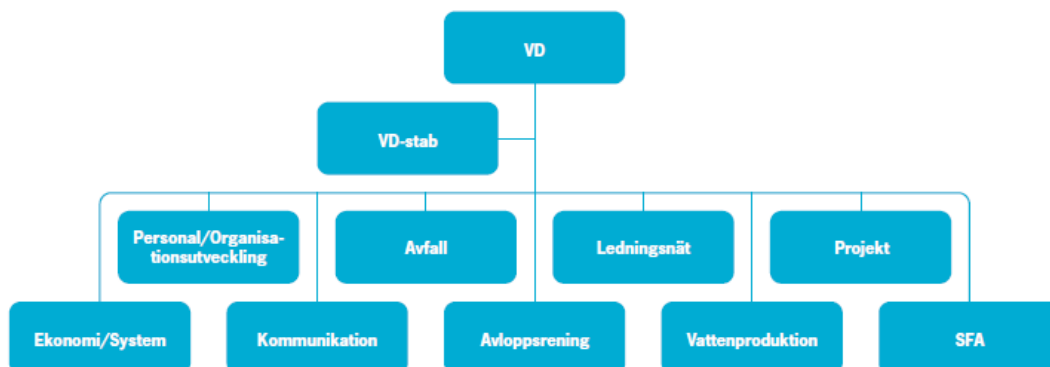 VD
VD-stab
Personal/Organisa-
tionsutveckling
Avfall
Ledningsnät
Projekt
Ekonomi/System
Kommunikation
Avloppsrening
Vattenproduktion
SFA